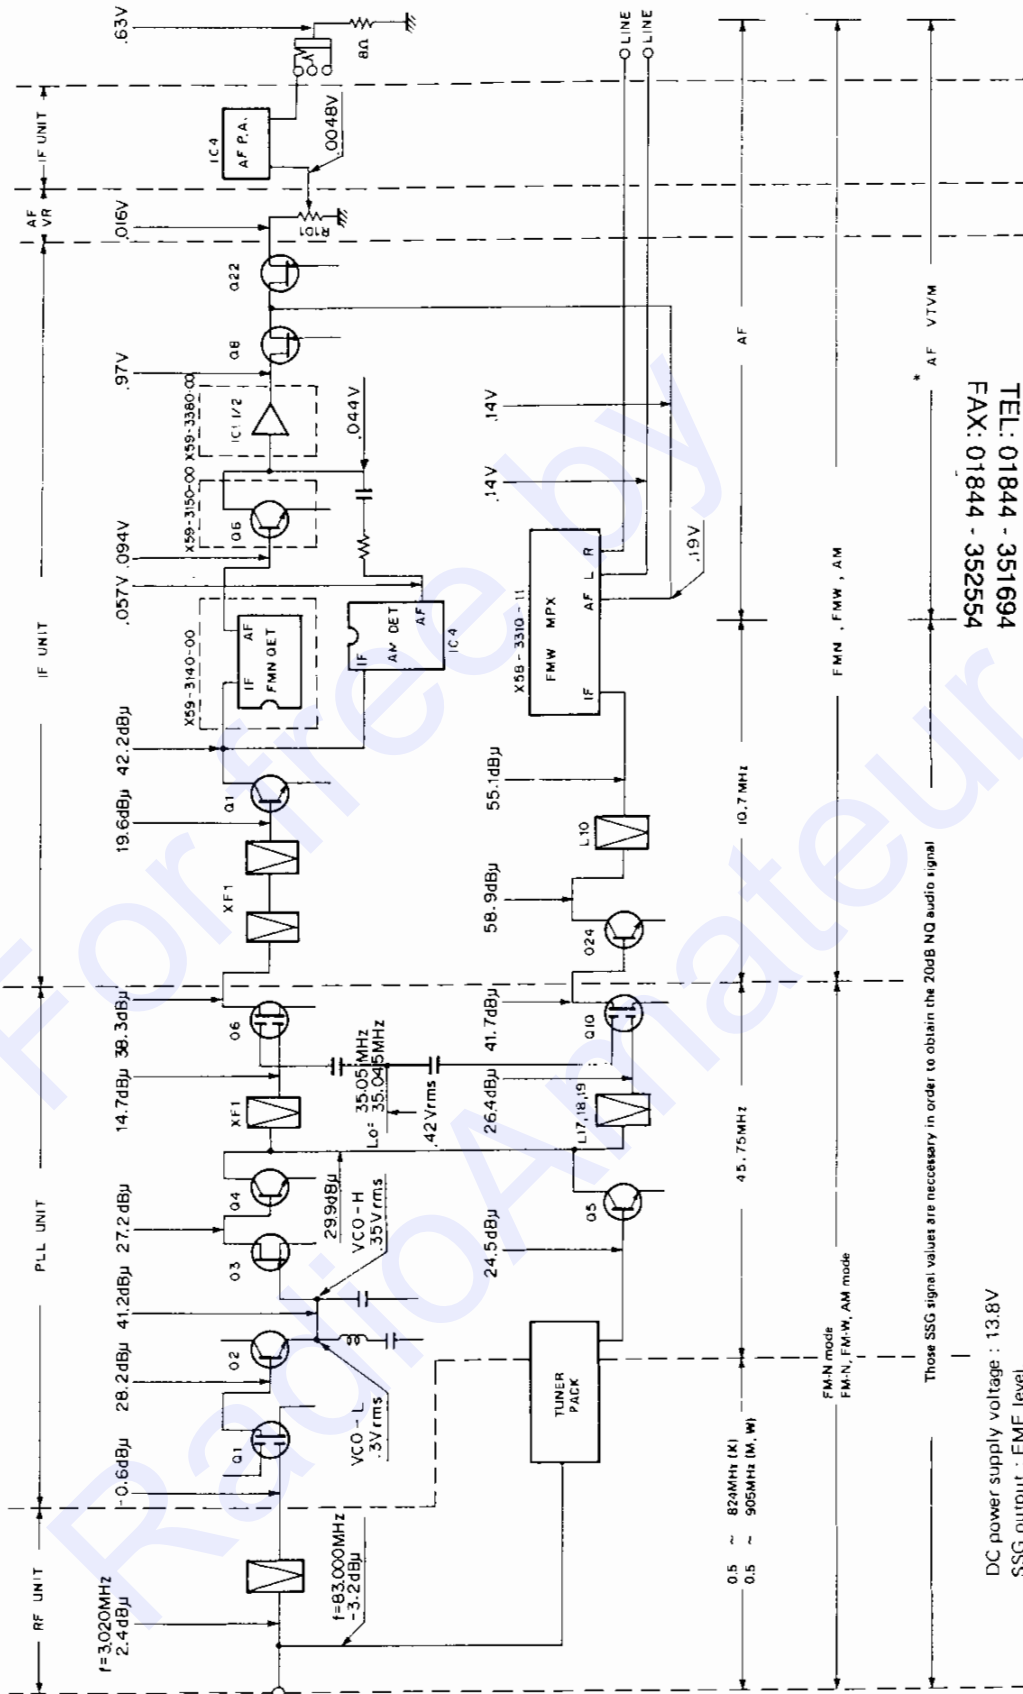 RF UNIT
PLL UNIT
IF UNIT
AF VR
IF UNIT
f=3.020MHz
2.4dBμ
-0.6dBμ
28.2dBμ
41.2dBμ
27.2dBμ
14.7dBμ
38.3dBμ
19.6dBμ
42.2dBμ
.057V
.094V
.97V
.016V
.63V
Q1
Q2
Q3
Q4
XF1
Q6
XF1
Q1
X59-3140-00
IF AF
FMN DET
X59-3150-00
Q6
X59-3380-00
IC1 1/2
Q8
Q22
R1D1
IC4
AF P.A.
8Ω
.0048V
.044V
IF
AM DET
AF
IC4
f=83.000MHz
-3.2dBμ
VCO-L
.3Vrms
VCO-H
.35Vrms
29.9dBμ
Lo= 35.05MHz
35.045MHz
.42Vrms
24.5dBμ
26.4dBμ
41.7dBμ
58.9dBμ
55.1dBμ
.14V
.14V
TUNER
PACK
Q5
L17,18,19
Q10
Q24
L10
X58-3310-11
FMW MPX
IF AF L R
.19V
LINE
LINE
0.5 ~ 824MHz (K)
0.5 ~ 905MHz (M, W)
45.75MHz
10.7MHz
AF
FM-N mode
FM-N, FM-W, AM mode
FMN , FMW , AM
Those SSG signal values are neccessary in order to obtain the 20dB NQ audio signal
* AF VTVM
DC power supply voltage : 13.8V
SSG output : EMF level
TEL: 01844 - 351694
FAX: 01844 - 352554
For free by
RadioAmateur